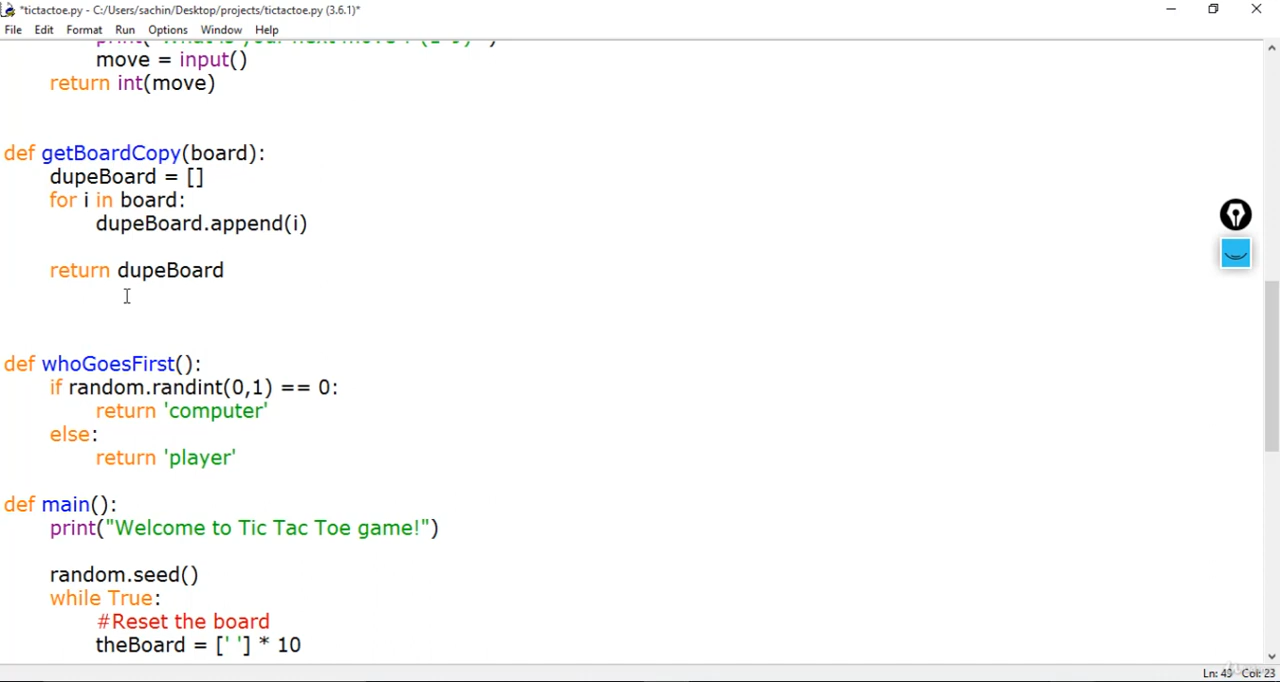 *tictactoe.py - C:/Users/sachin/Desktop/projects/tictactoe.py (3.6.1)*
File Edit Format Run Options Window Help
move = input()
return int(move)
def getBoardCopy(board):
dupeBoard = []
for i in board:
dupeBoard.append(i)
return dupeBoard
def whoGoesFirst():
if random.randint(0,1) == 0:
return 'computer'
else:
return 'player'
def main():
print("Welcome to Tic Tac Toe game!")
random.seed()
while True:
#Reset the board
theBoard = [' '] * 10
Ln: 49 Col: 23